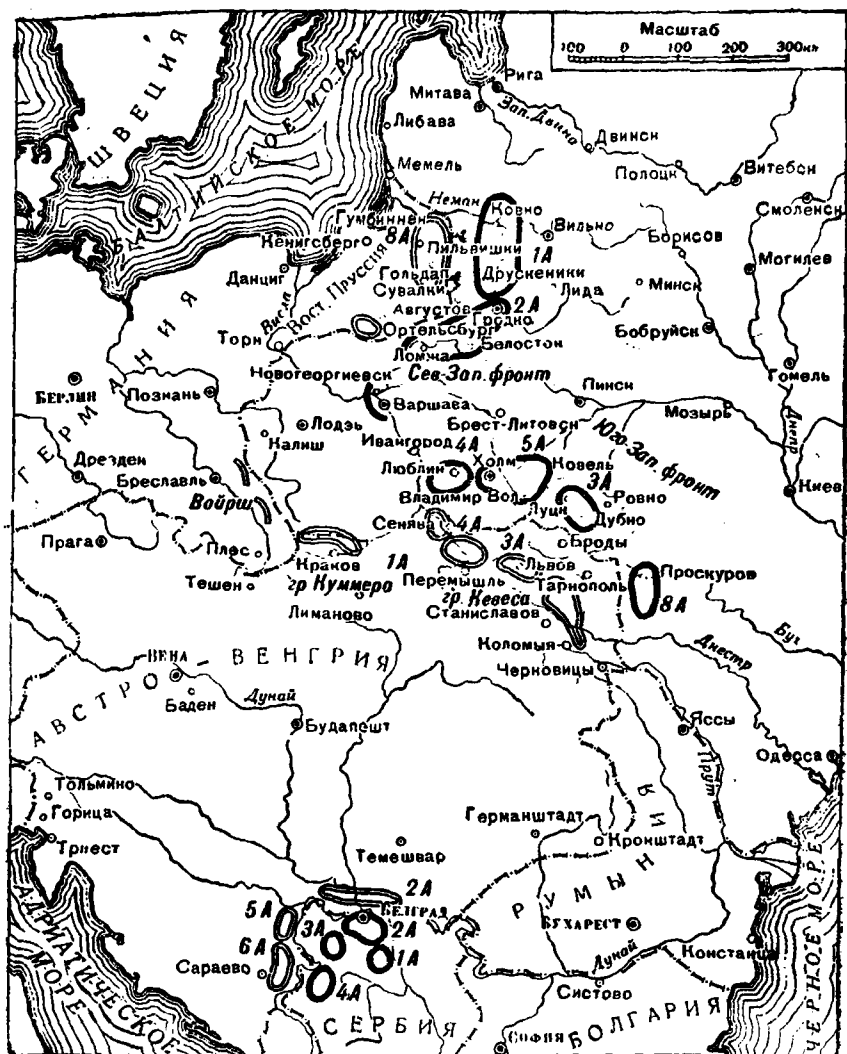 Масштаб
100 0 100 200 300км
ШВЕЦИЯ
БАЛТИЙСКОЕ МОРЕ
Рига
Митава
Зап. Двина
Либава
Двинск
Полоцк
Витебск
Мемель
Неман
Смоленск
Гумбиннен
Ковно
Вильно
Борисов
Кенигсберг
8А
Пильвишки
1А
Могилев
Данциг
Гольдап
Друскеники
Минск
Сувалки
Лида
Висла
Вост. Пруссия
Августов
2А
Гродно
Ортельсбург
Белосток
Бобруйск
Торн
Ломжа
Гомель
ГЕРМАНИЯ
Новогеоргиевск
Сев-Зап. фронт
БЕРЛИН
Познань
Варшава
Пинск
Мозырь
Днепр
Лодзь
Брест-Литовск
Калиш
Юго-Зап. фронт
Ивангород
4А
5А
Дрезден
Люблин
Холм
Ковель
Бреславль
3А
Киев
Войрш
Владимир Вол.
Луцк
Ровно
Дубно
Сенява
4А
Прага
Плес
Броды
Краков
1А
3А
Львов
Проскуров
Тешен
гр Куммера
Перемышль
Тарнополь
гр. Кевеса
8А
Лиманово
Станиславов
Буг
Коломыя
Днестр
Черновицы
АВСТРО-ВЕНГРИЯ
ВЕНА
Баден
Дунай
Будапешт
Яссы
Прут
Одесса
Тольмино
Горица
Триест
Германштадт
Кронштадт
Темешвар
РУМЫНИЯ
2А
БЕЛГРАД
5А
3А
2А
6А
1А
Сараево
4А
БУХАРЕСТ
Дунай
Констанца
Систово
АДРИАТИЧЕСКОЕ МОРЕ
СЕРБИЯ
СОФИЯ
БОЛГАРИЯ
ЧЕРНОЕ МОРЕ